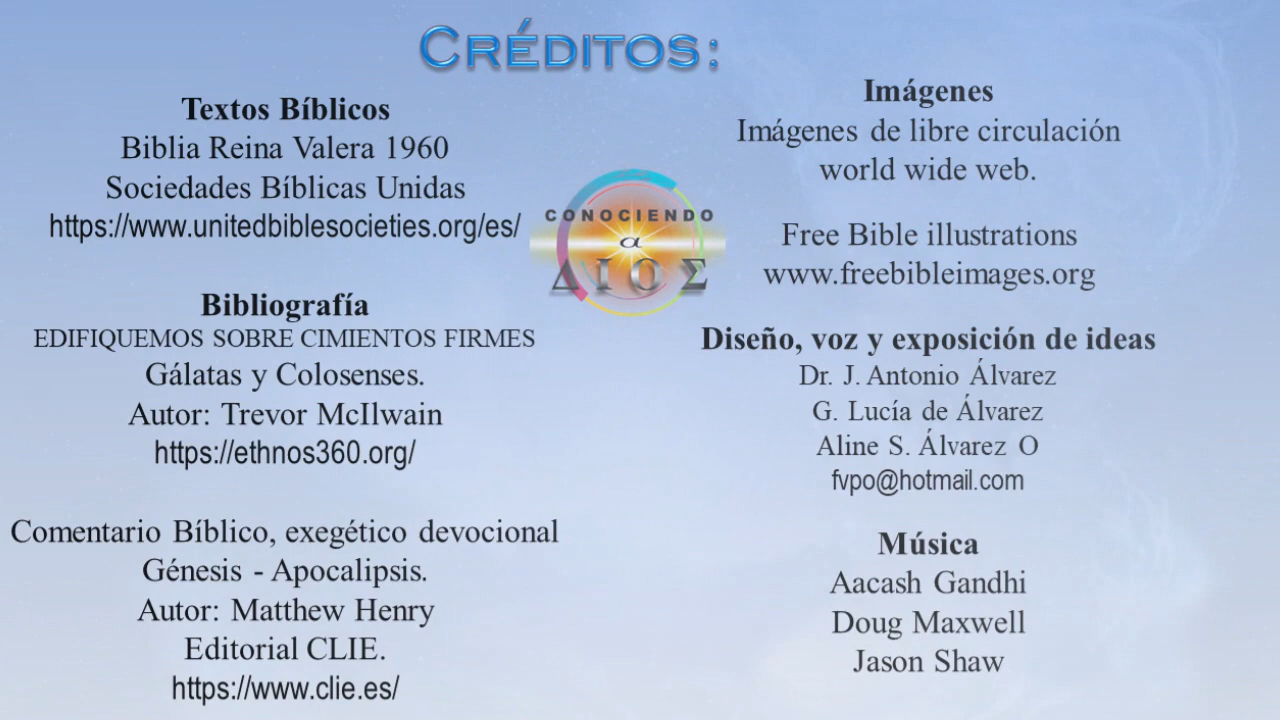 CRÉDITOS:
Textos Bíblicos
Biblia Reina Valera 1960
Sociedades Bíblicas Unidas
https://www.unitedbiblesocieties.org/es/
Bibliografía
EDIFIQUEMOS SOBRE CIMIENTOS FIRMES
Gálatas y Colosenses.
Autor: Trevor McIlwain
https://ethnos360.org/
Comentario Bíblico, exegético devocional
Génesis - Apocalipsis.
Autor: Matthew Henry
Editorial CLIE.
https://www.clie.es/
CONOCIENDO
α
ΔΙΟΣ
Imágenes
Imágenes de libre circulación
world wide web.
Free Bible illustrations
www.freebibleimages.org
Diseño, voz y exposición de ideas
Dr. J. Antonio Álvarez
G. Lucía de Álvarez
Aline S. Álvarez O
fvpo@hotmail.com
Música
Aacash Gandhi
Doug Maxwell
Jason Shaw